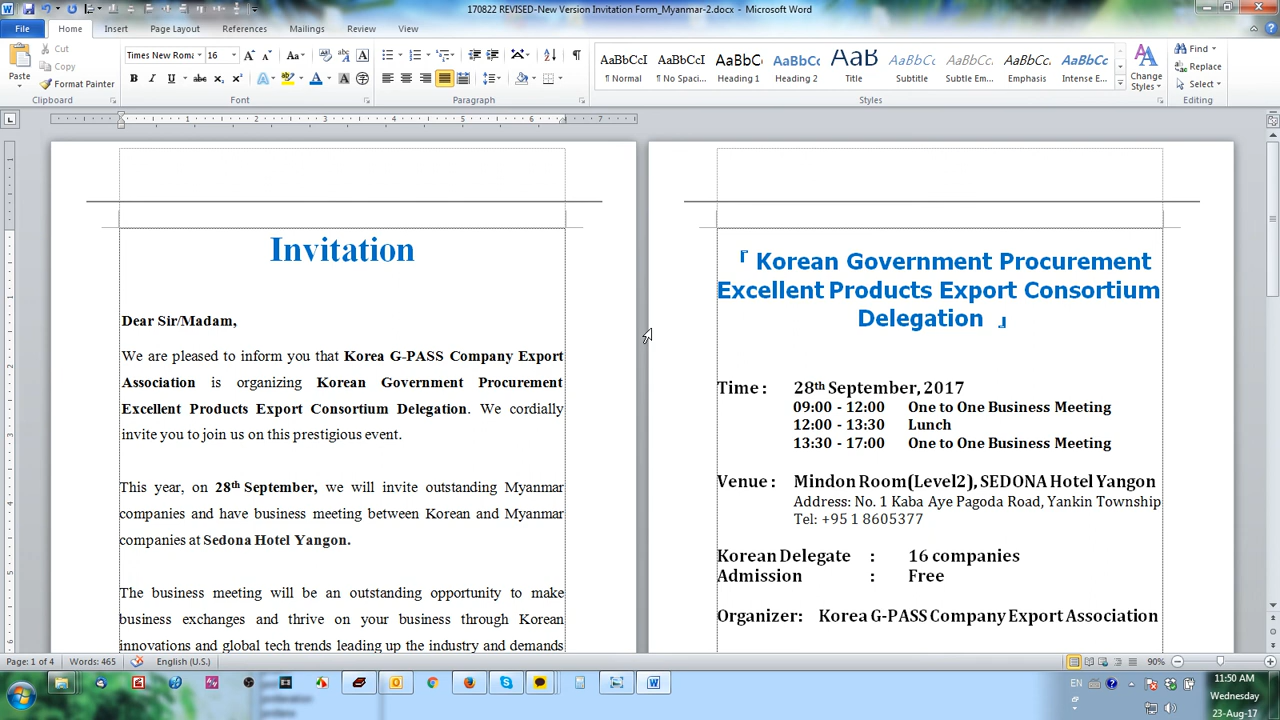 170822 REVISED-New Version Invitation Form_Myanmar-2.docx - Microsoft Word
File Home Insert Page Layout References Mailings Review View
Paste Cut Copy Format Painter
Times New Roma 16
AaBbCcI AaBbCcI AaBbC AaBbCc AaB AaBbCc AaBbCc. AaBbCc. AaBbCc
¶ Normal ¶ No Spaci... Heading 1 Heading 2 Title Subtitle Subtle Em... Emphasis Intense E...
Change Styles
Find Replace Select
Clipboard Font Paragraph Styles Editing
Invitation
Dear Sir/Madam,
We are pleased to inform you that Korea G-PASS Company Export
Association is organizing Korean Government Procurement
Excellent Products Export Consortium Delegation. We cordially
invite you to join us on this prestigious event.
This year, on 28th September, we will invite outstanding Myanmar
companies and have business meeting between Korean and Myanmar
companies at Sedona Hotel Yangon.
The business meeting will be an outstanding opportunity to make
business exchanges and thrive on your business through Korean
innovations and global tech trends leading up the industry and demands
『 Korean Government Procurement
Excellent Products Export Consortium
Delegation 』
Time : 28th September, 2017
09:00 - 12:00 One to One Business Meeting
12:00 - 13:30 Lunch
13:30 - 17:00 One to One Business Meeting
Venue : Mindon Room(Level2), SEDONA Hotel Yangon
Address: No. 1 Kaba Aye Pagoda Road, Yankin Township
Tel: +95 1 8605377
Korean Delegate : 16 companies
Admission : Free
Organizer: Korea G-PASS Company Export Association
Page: 1 of 4 Words: 465 English (U.S.) 90%
EN
11:50 AM
Wednesday
23-Aug-17